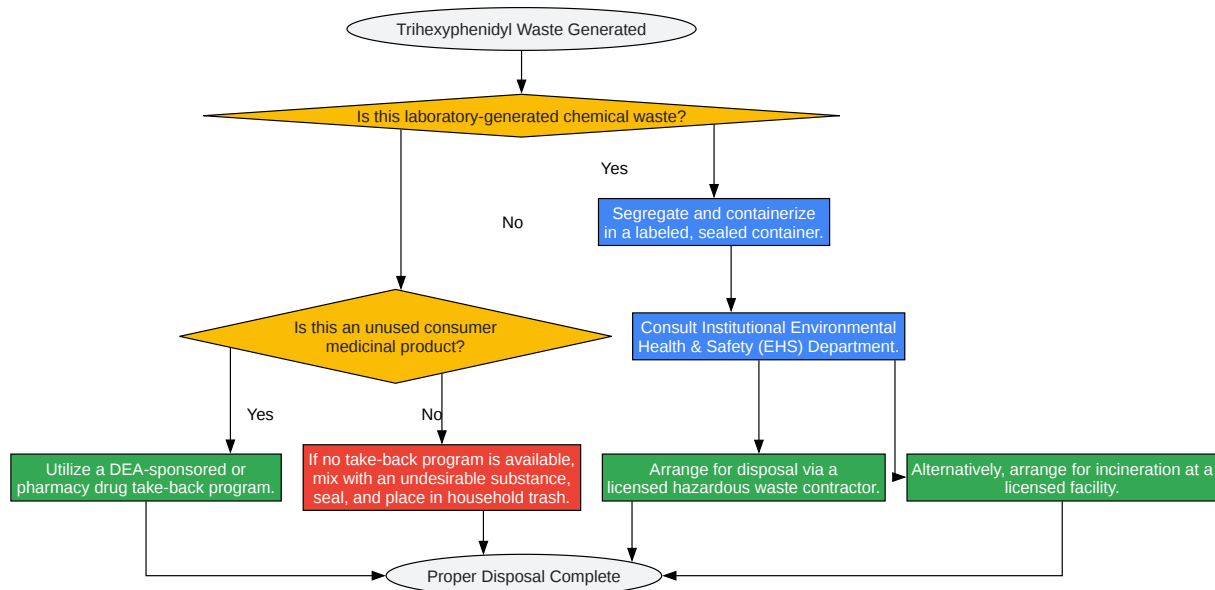 Trihexyphenidyl Waste Generated
Is this laboratory-generated chemical waste?
Yes
No
Segregate and containerize
in a labeled, sealed container.
Is this an unused consumer
medicinal product?
Consult Institutional Environmental
Health & Safety (EHS) Department.
Yes
No
Utilize a DEA-sponsored or
pharmacy drug take-back program.
If no take-back program is available,
mix with an undesirable substance,
seal, and place in household trash.
Arrange for disposal via a
licensed hazardous waste contractor.
Alternatively, arrange for incineration at a
licensed facility.
Proper Disposal Complete